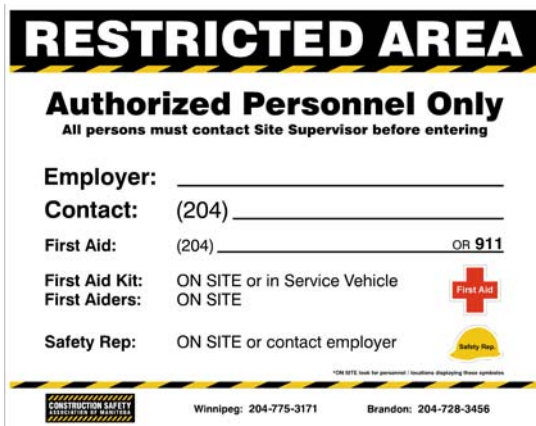 RESTRICTED AREA
Authorized Personnel Only
All persons must contact Site Supervisor before entering
Employer:
Contact: (204)
First Aid: (204) OR 911
First Aid Kit: ON SITE or in Service Vehicle
First Aiders: ON SITE
First Aid
Safety Rep: ON SITE or contact employer
Safety Rep.
*ON SITE look for personnel / locations displaying these symbols
CONSTRUCTION SAFETY
ASSOCIATION OF MANITOBA
Winnipeg: 204-775-3171 Brandon: 204-728-3456